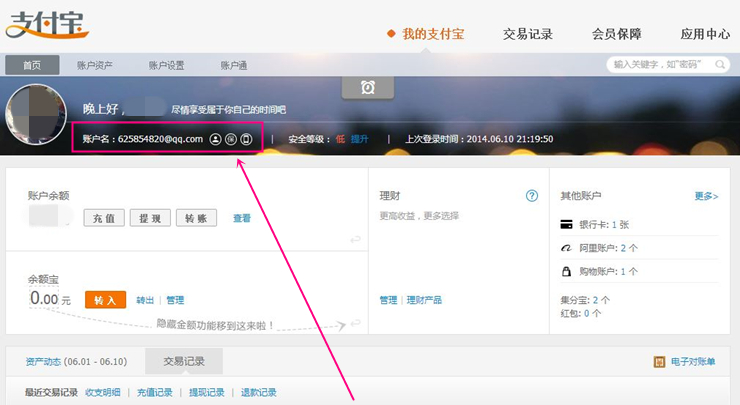 支付宝
我的支付宝 交易记录 会员保障 应用中心
首页 账户资产 账户设置 账户通 输入关键字，如“密码”
晚上好， 尽情享受属于你自己的时间吧
账户名：625854820@qq.com 保 | 安全等级：低 提升 | 上次登录时间：2014.06.10 21:19:50
账户余额 理财 ? 其他账户 更多>
充值 提现 转账 查看 更高收益，更多选择 银行卡：1 张
阿里账户：2 个
购物账户：1 个
余额宝
0.00 元 转入 转出 | 管理 管理 | 理财产品 集分宝：2 个
红包：0 个
隐藏金额功能移到这来啦！
资产动态 (06.01 - 06.10) 交易记录 电子对账单
最近交易记录 收支明细 | 充值记录 | 提现记录 | 退款记录